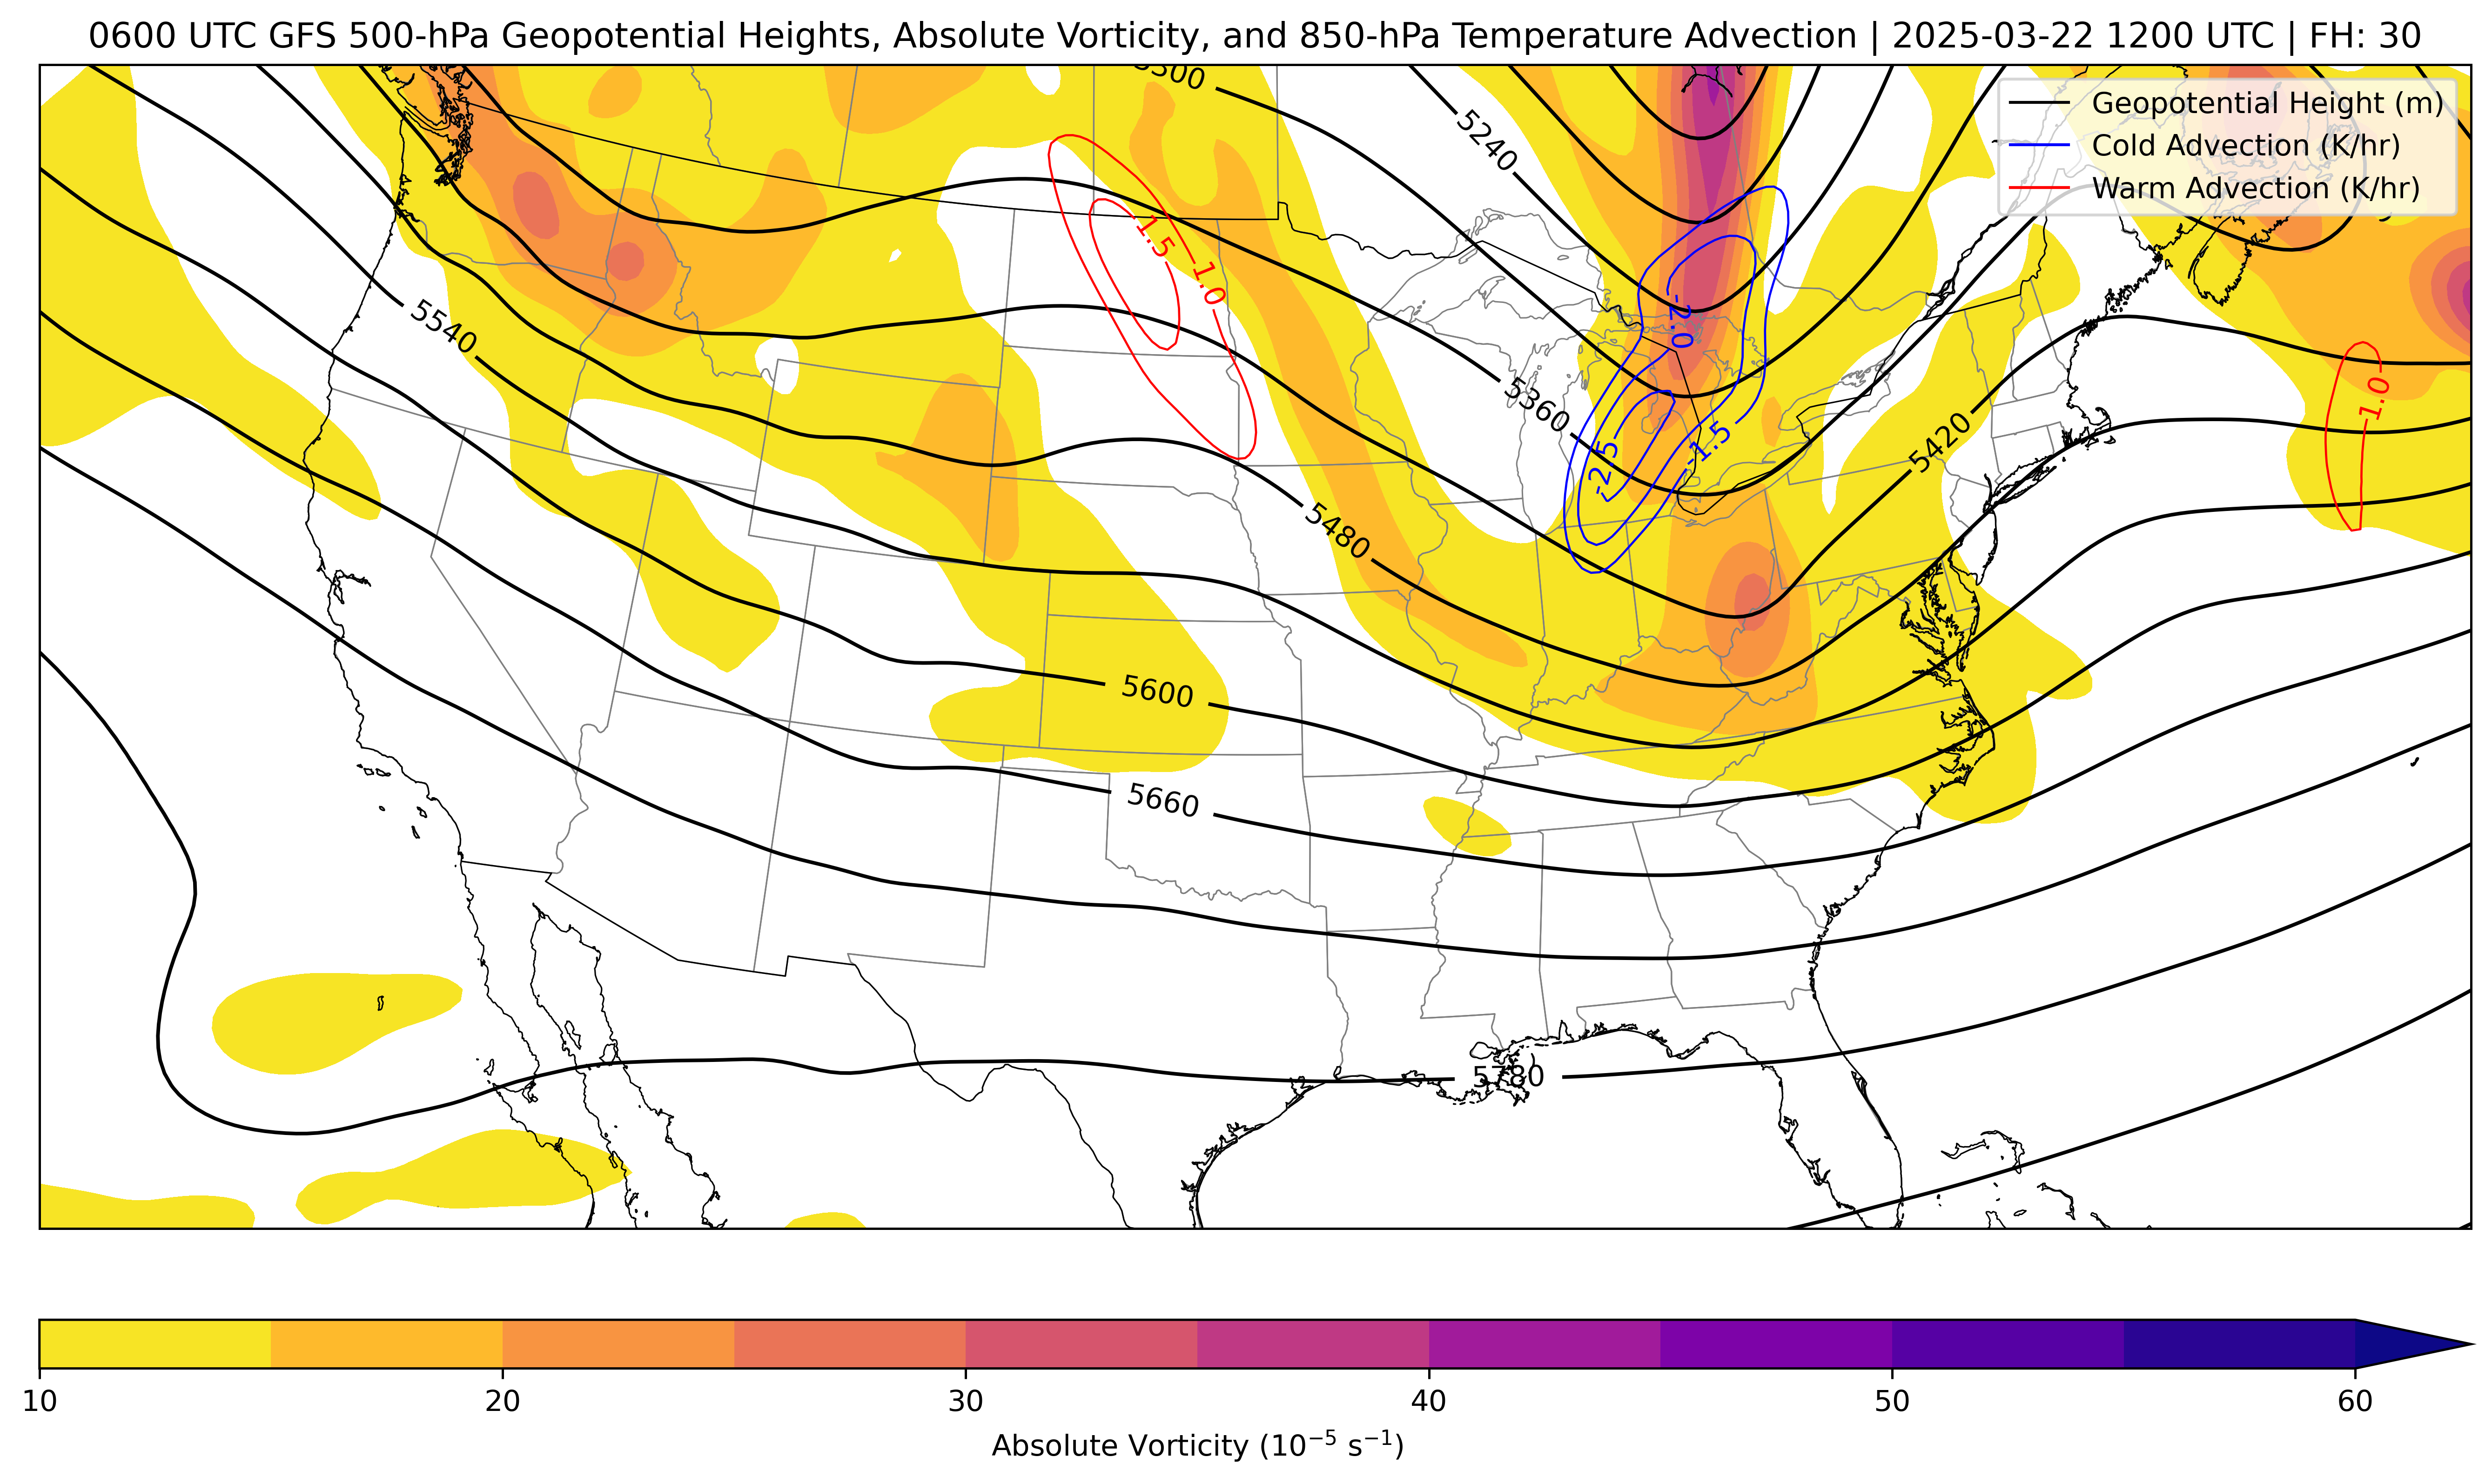 0600 UTC GFS 500-hPa Geopotential Heights, Absolute Vorticity, and 850-hPa Temperature Advection | 2025-03-22 1200 UTC | FH: 30
Geopotential Height (m)
Cold Advection (K/hr)
Warm Advection (K/hr)
5300
5240
1.5
1.0
5540
-2.0
5360
1.0
5420
-1.5
-2.5
5480
5600
5660
5780
10 20 30 40 50 60
Absolute Vorticity (10⁻⁵ s⁻¹)